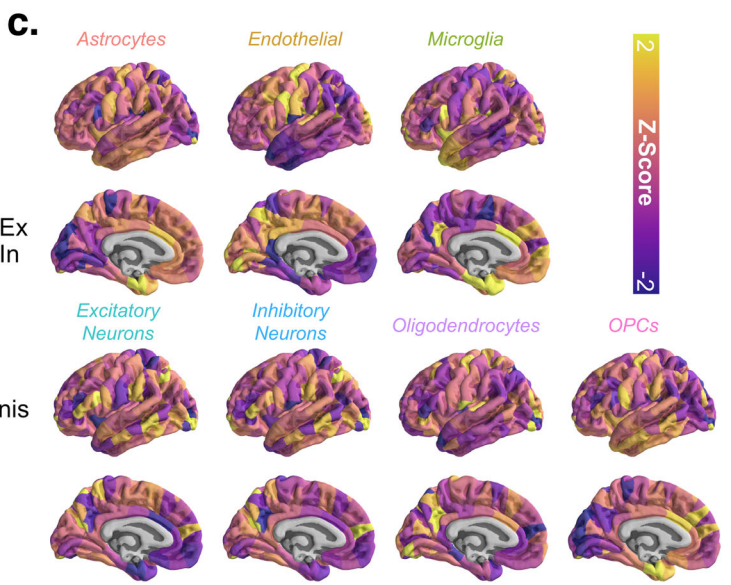 c.
Astrocytes
Endothelial
Microglia
2
Z-Score
-2
Ex
In
Excitatory
Neurons
Inhibitory
Neurons
Oligodendrocytes
OPCs
nis